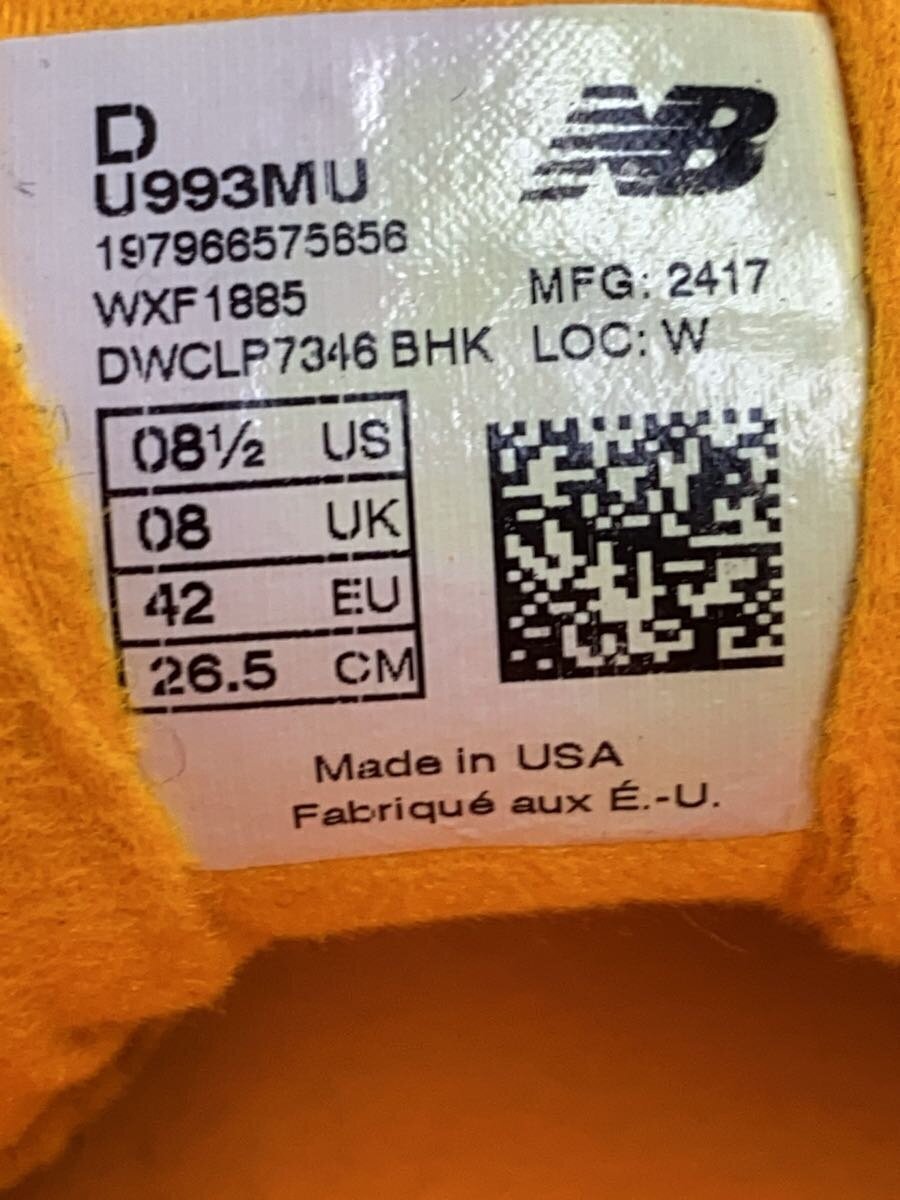 D
NB
U993MU
197966575656
WXF1885
MFG: 2417
DWCLP7346 BHK
LOC: W
08½ US
08 UK
42 EU
26.5 CM
Made in USA
Fabriqué aux É.-U.